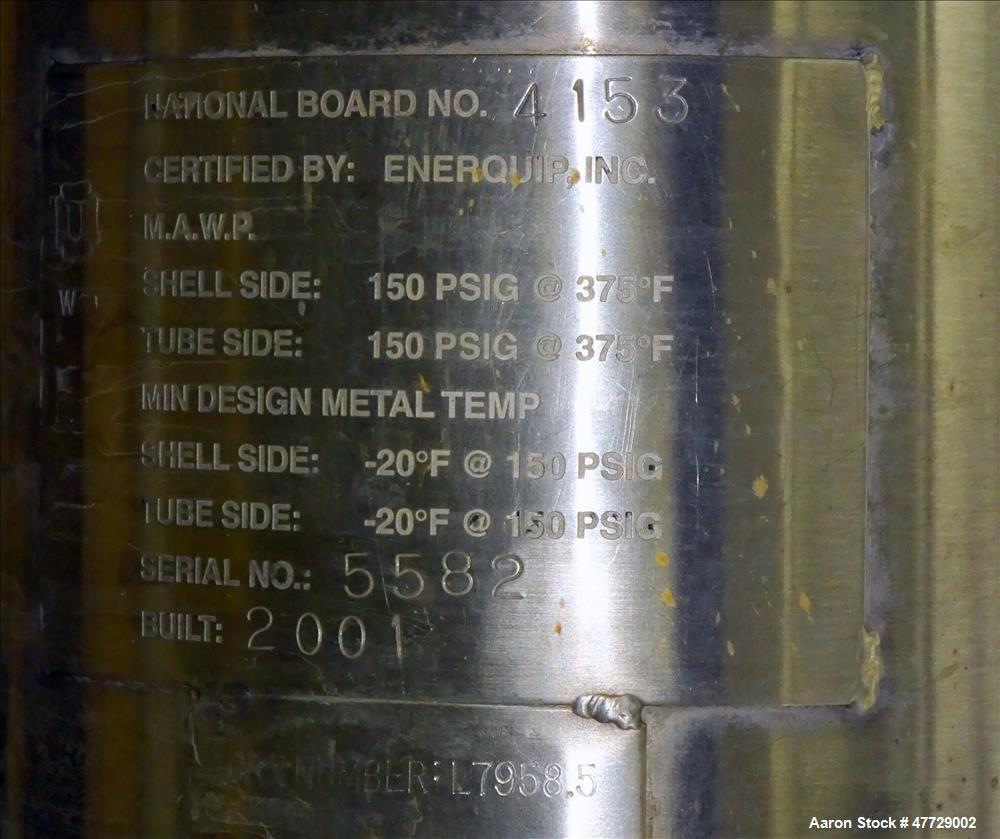 NATIONAL BOARD NO. 4153
CERTIFIED BY: ENERQUIP, INC.
M.A.W.P.
SHELL SIDE: 150 PSIG @ 375°F
TUBE SIDE: 150 PSIG @ 375°F
MIN DESIGN METAL TEMP
SHELL SIDE: -20°F @ 150 PSIG
TUBE SIDE: -20°F @ 150 PSIG
SERIAL NO.: 5582
BUILT: 2001
W
NUMBER: L7958.5
Aaron Stock # 47729002